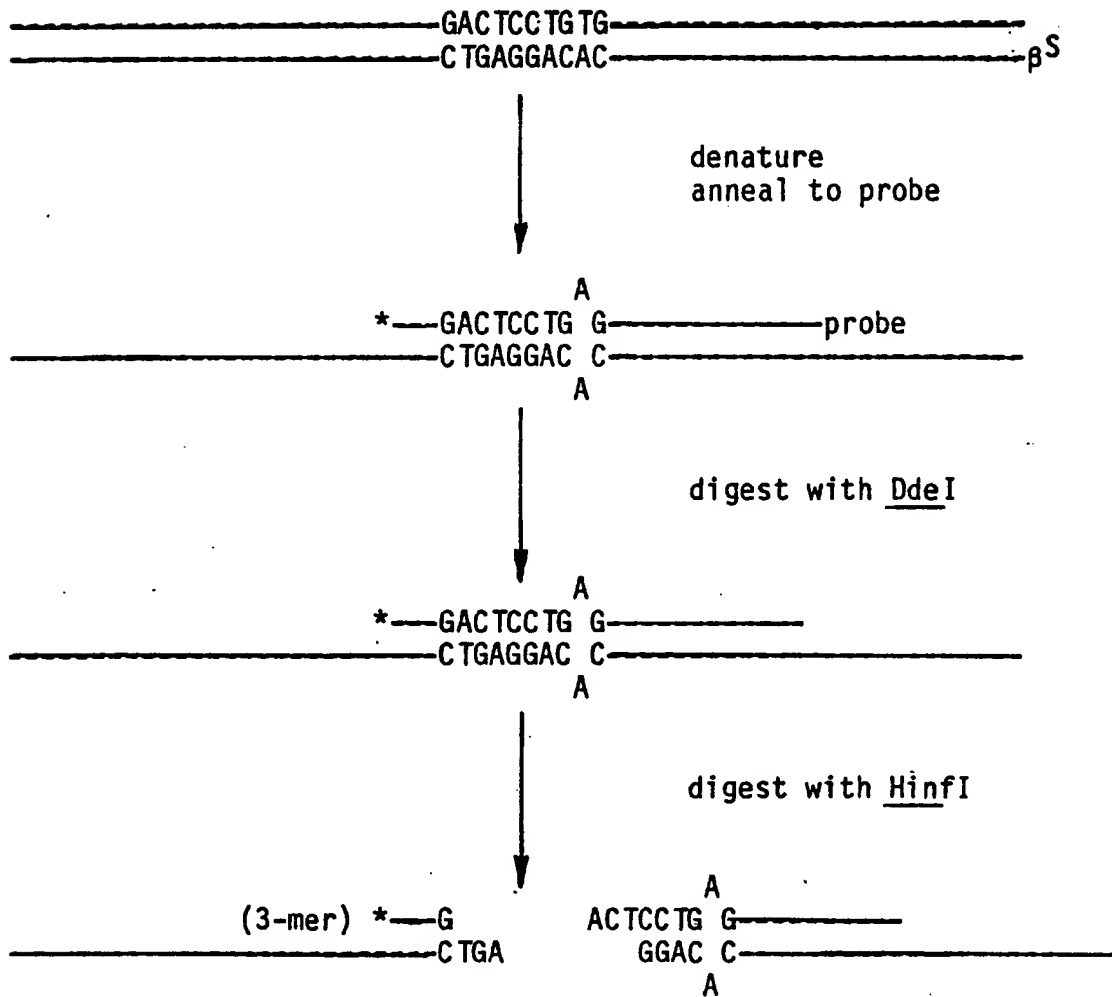 GACTCCTGTG
CTGAGGACAC βS
denature
anneal to probe
A
*GACTCCTG G probe
CTGAGGAC C
A
digest with DdeI
A
*GACTCCTG G
CTGAGGAC C
A
digest with HinfI
A
(3-mer) *G ACTCCTG G
CTGA GGAC C
A